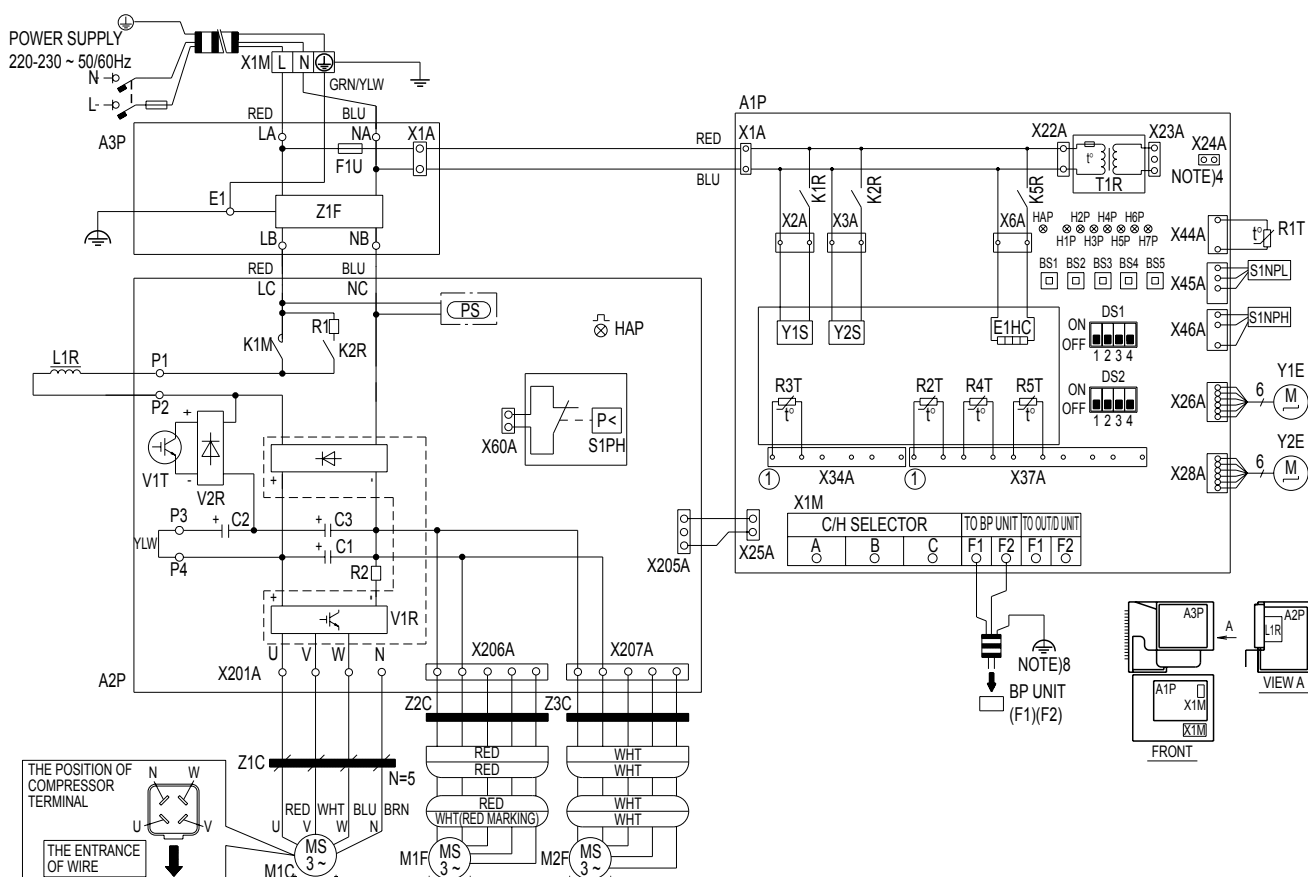 POWER SUPPLY
220-230 ~ 50/60Hz
N
L
X1M L N
GRN/YLW
RED BLU
A3P
LA NA X1A
F1U
E1
Z1F
LB NB
RED BLU
LC NC
PS
R1
K1M K2R
HAP
L1R
P1
P2
+
-
V1T
V2R
X60A
P<
S1PH
+ -
P3
+ C2
+ C3
YLW
P4
+ C1
R2
+ -
V1R
U V W N
X201A
A2P
X205A
X25A
X206A
X207A
Z2C
Z3C
Z1C
N=5
RED
RED
WHT
WHT
RED
WHT(RED MARKING)
WHT
WHT
RED WHT BLU BRN
U V W N
MS
3 ~
M1C
M1F
MS
3 ~
M2F
MS
3 ~
THE POSITION OF
COMPRESSOR
TERMINAL
N W
U V
THE ENTRANCE
OF WIRE
A1P
RED
X1A
BLU
K1R
K2R
K5R
X2A
X3A
X6A
X22A
X23A
t°
T1R
X24A
NOTE)4
HAP H2P H4P H6P
H1P H3P H5P H7P
BS1 BS2 BS3 BS4 BS5
X44A
t°
R1T
X45A
S1NPL
X46A
S1NPH
Y1S
Y2S
E1HC
DS1
ON
OFF
1 2 3 4
DS2
ON
OFF
1 2 3 4
R3T
t°
R2T
t°
R4T
t°
R5T
t°
X26A
6
M
Y1E
X28A
6
M
Y2E
1
X34A
1
X37A
X1M
C/H SELECTOR TO BP UNIT TO OUT/D UNIT
A B C F1 F2 F1 F2
NOTE)8
BP UNIT
(F1)(F2)
A3P
A
A2P
L1R
VIEW A
A1P
X1M
X1M
FRONT